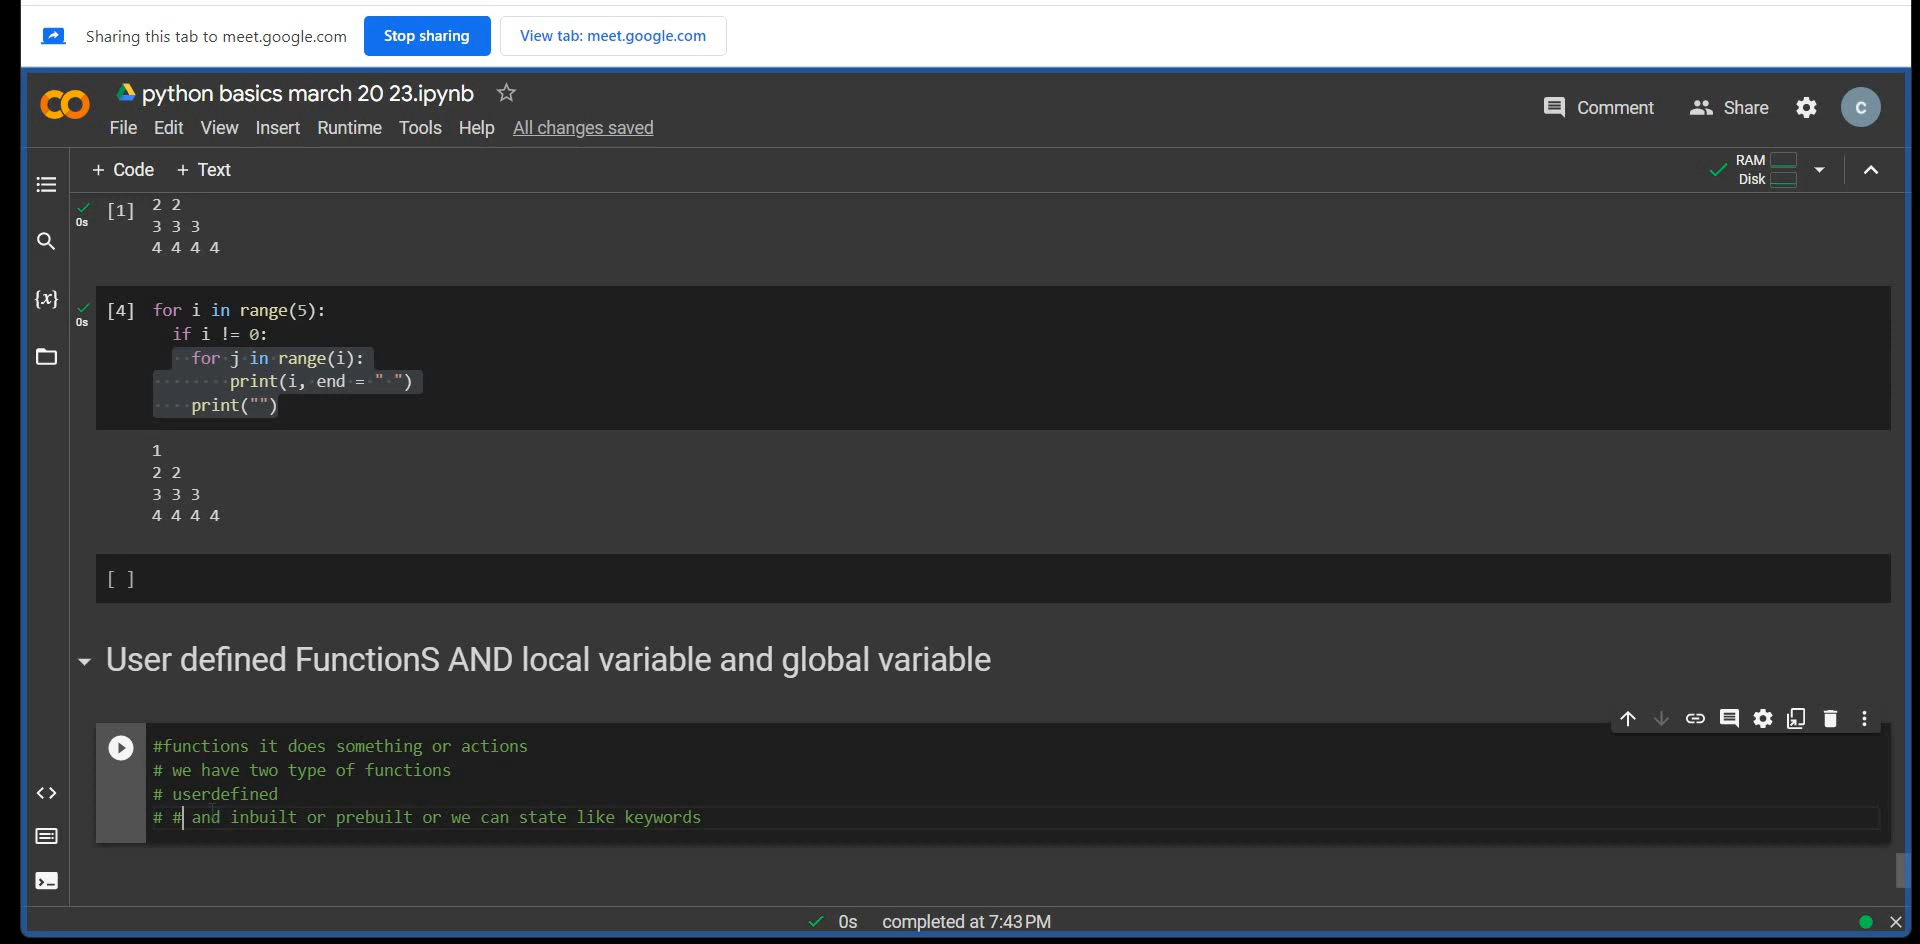 Sharing this tab to meet.google.com Stop sharing View tab: meet.google.com
python basics march 20 23.ipynb
Comment Share C
File Edit View Insert Runtime Tools Help All changes saved
+ Code + Text
RAM
Disk
[1] 2 2
0s
3 3 3
4 4 4 4
{x}
[4] for i in range(5):
0s
if i != 0:
for j in range(i):
print(i, end = " ")
print("")
1
2 2
3 3 3
4 4 4 4
[ ]
User defined FunctionS AND local variable and global variable
#functions it does something or actions
# we have two type of functions
# userdefined
# # and inbuilt or prebuilt or we can state like keywords
0s completed at 7:43 PM